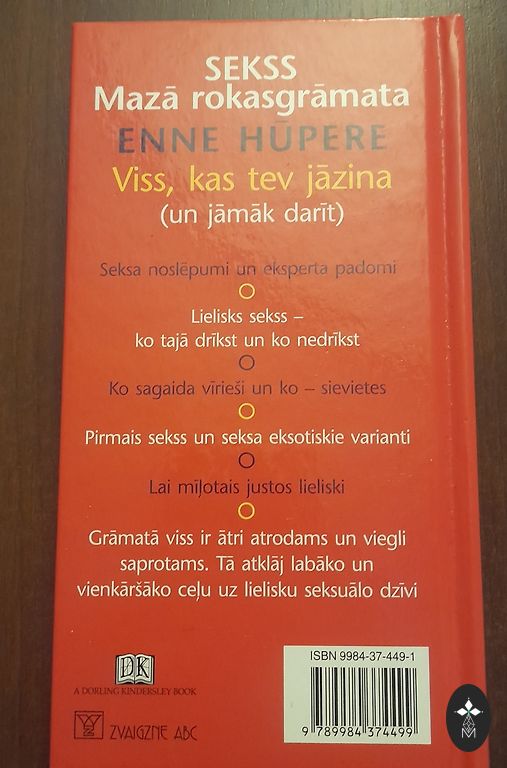 SEKSS
Mazā rokasgrāmata
ENNE HŪPERE
Viss, kas tev jāzina
(un jāmāk darīt)
Seksa noslēpumi un eksperta padomi
Lielisks sekss –
ko tajā drīkst un ko nedrīkst
Ko sagaida vīrieši un ko – sievietes
Pirmais sekss un seksa eksotiskie varianti
Lai mīļotais justos lieliski
Grāmatā viss ir ātri atrodams un viegli
saprotams. Tā atklāj labāko un
vienkāršāko ceļu uz lielisku seksuālo dzīvi
ISBN 9984-37-449-1
DK
A DORLING KINDERSLEY BOOK
ZVAIGZNE ABC
9 789984 374499
M